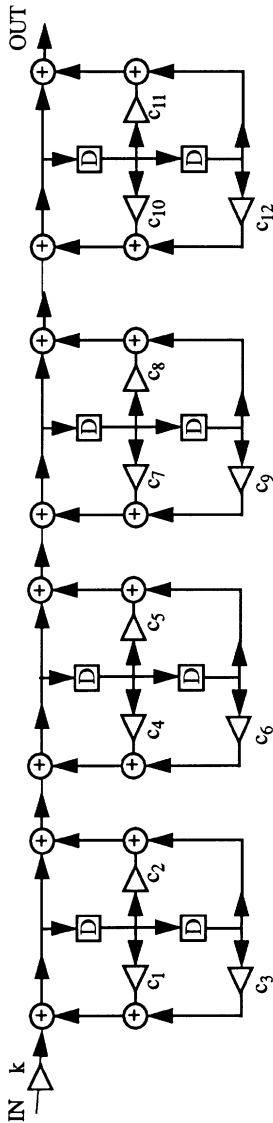 IN k + + + + + + + + OUT
D D D D
+ + + + + + + +
c1 c2 c4 c5 c7 c8 c10 c11
D D D D
c3 c6 c9 c12